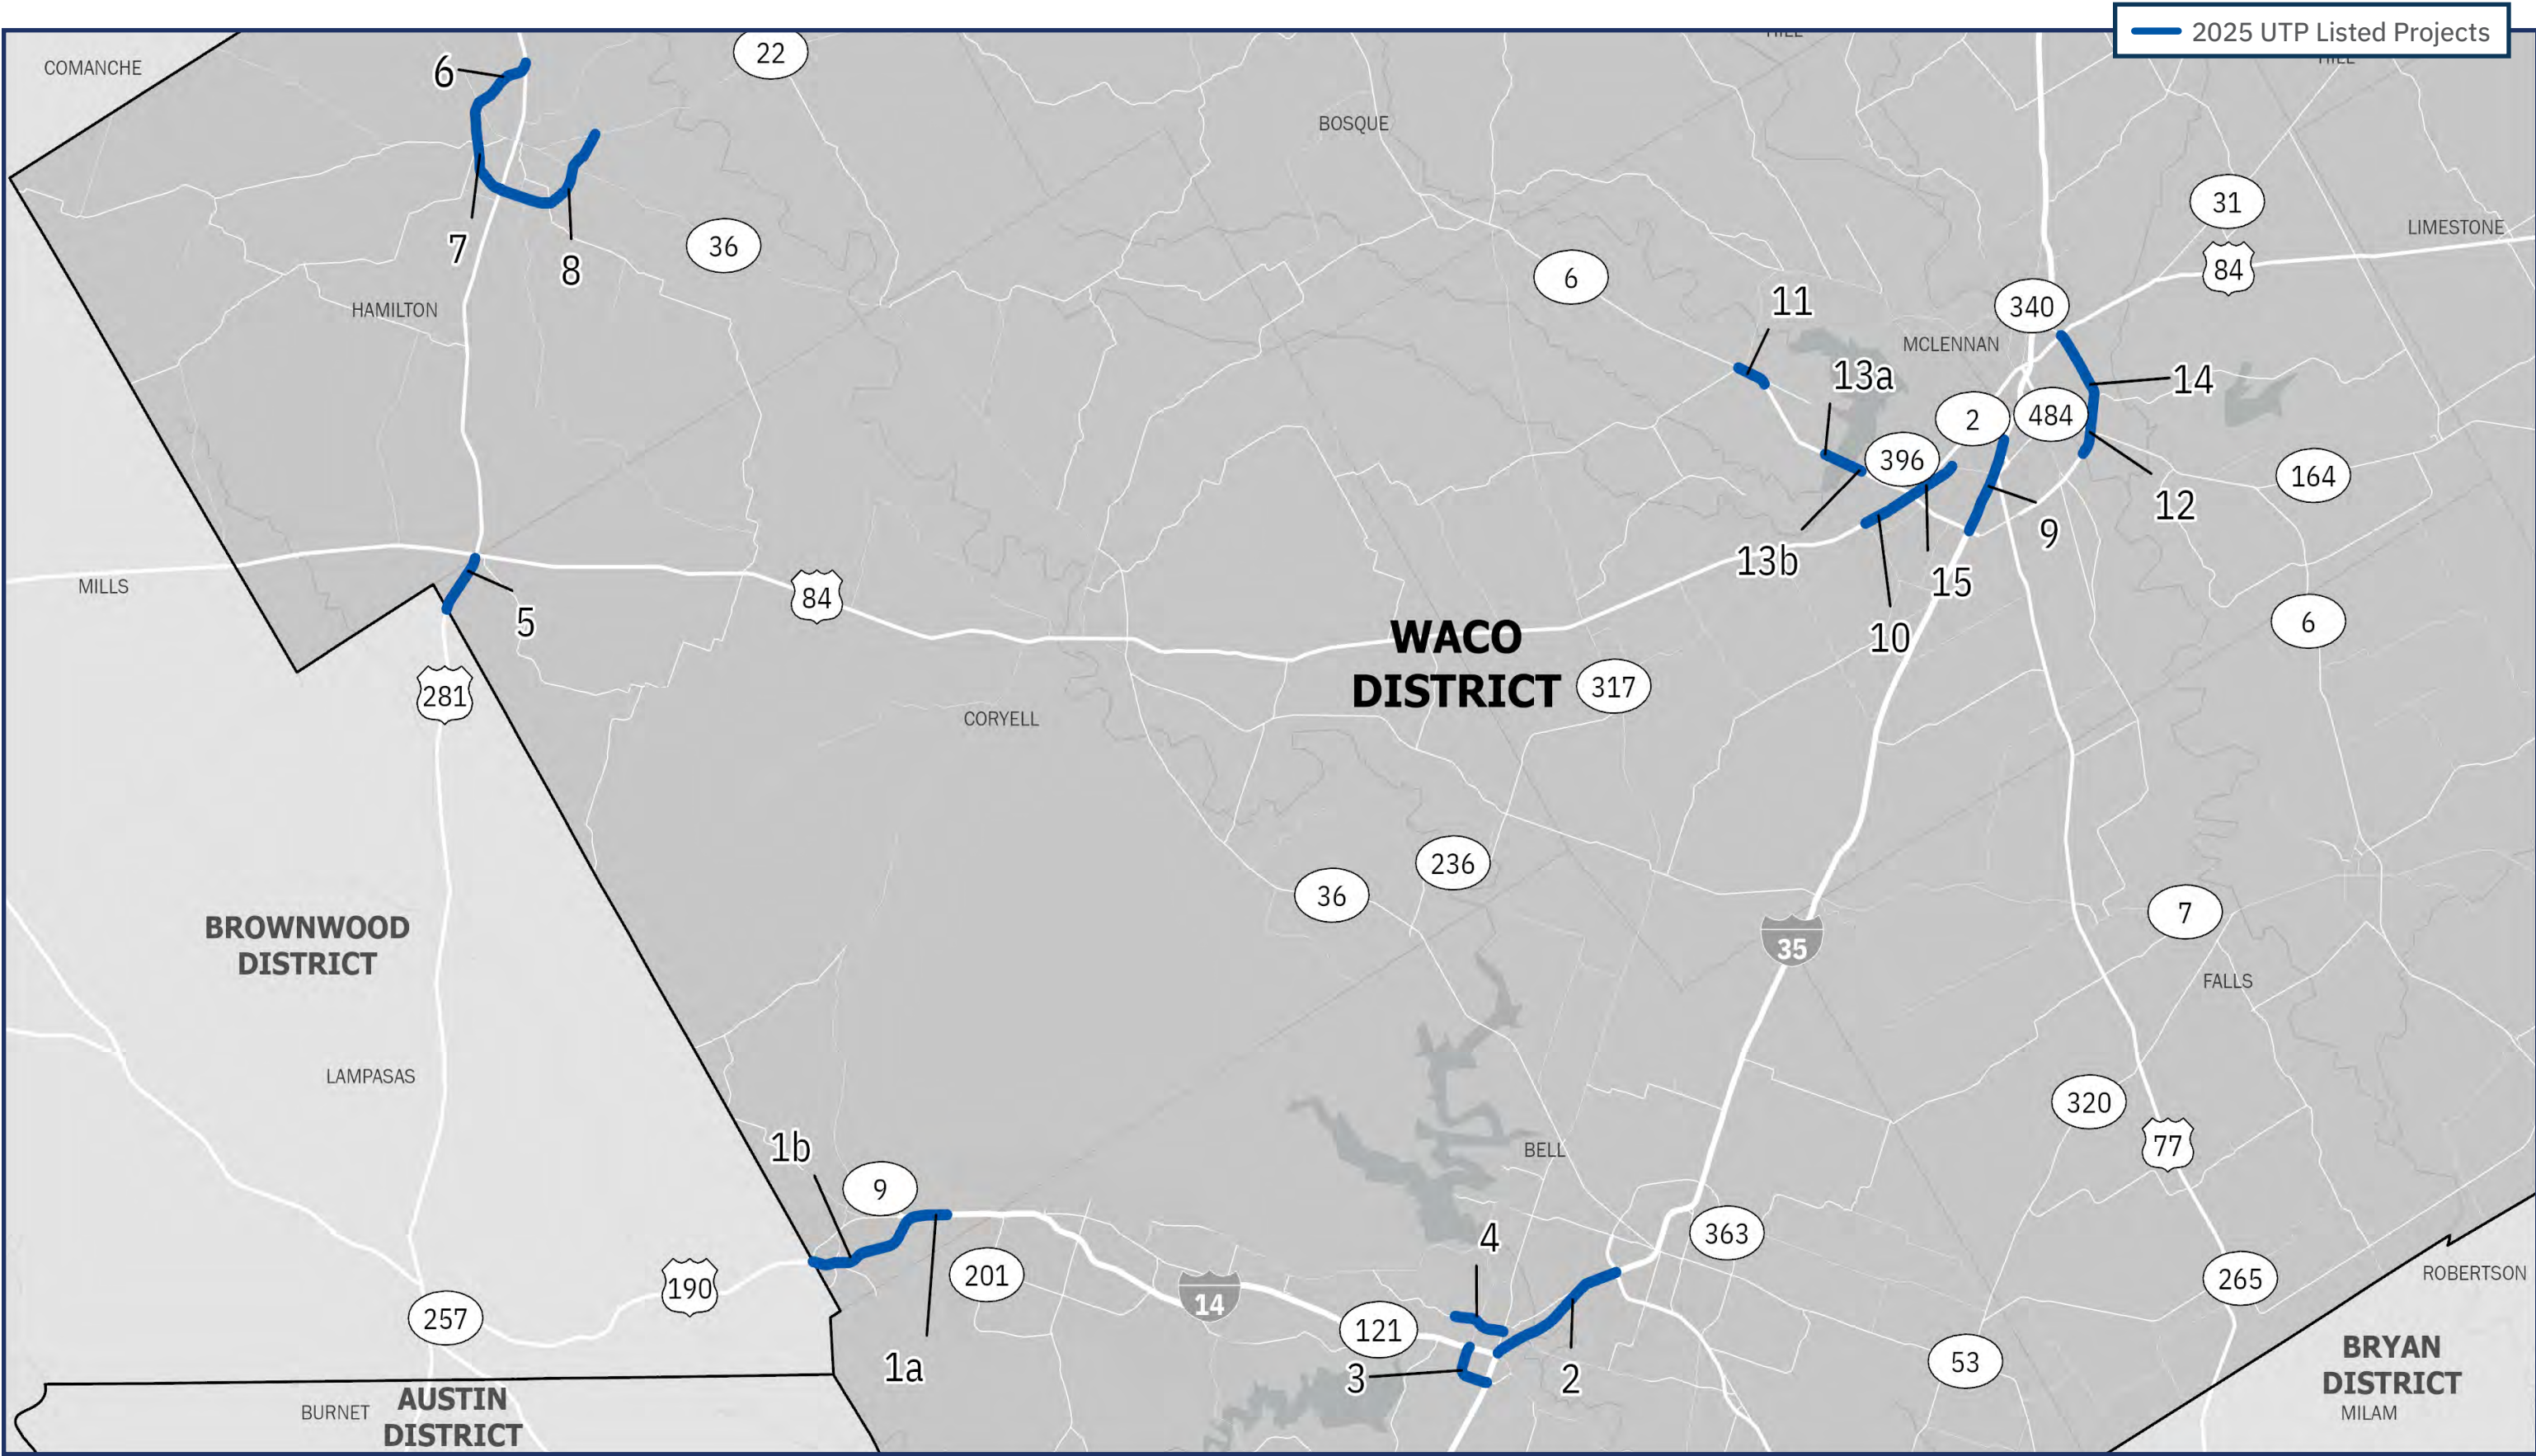 2025 UTP Listed Projects
HILL
HILL
COMANCHE
6
22
BOSQUE
31
LIMESTONE
84
36
7
8
6
HAMILTON
11
340
MCLENNAN
13a
14
2
484
396
164
12
9
13b
15
10
MILLS
5
84
6
WACO
DISTRICT
317
281
CORYELL
236
36
7
35
BROWNWOOD
DISTRICT
FALLS
LAMPASAS
320
77
1b
BELL
9
363
4
201
190
14
265
ROBERTSON
257
121
3
2
53
1a
BRYAN
DISTRICT
MILAM
BURNET
AUSTIN
DISTRICT